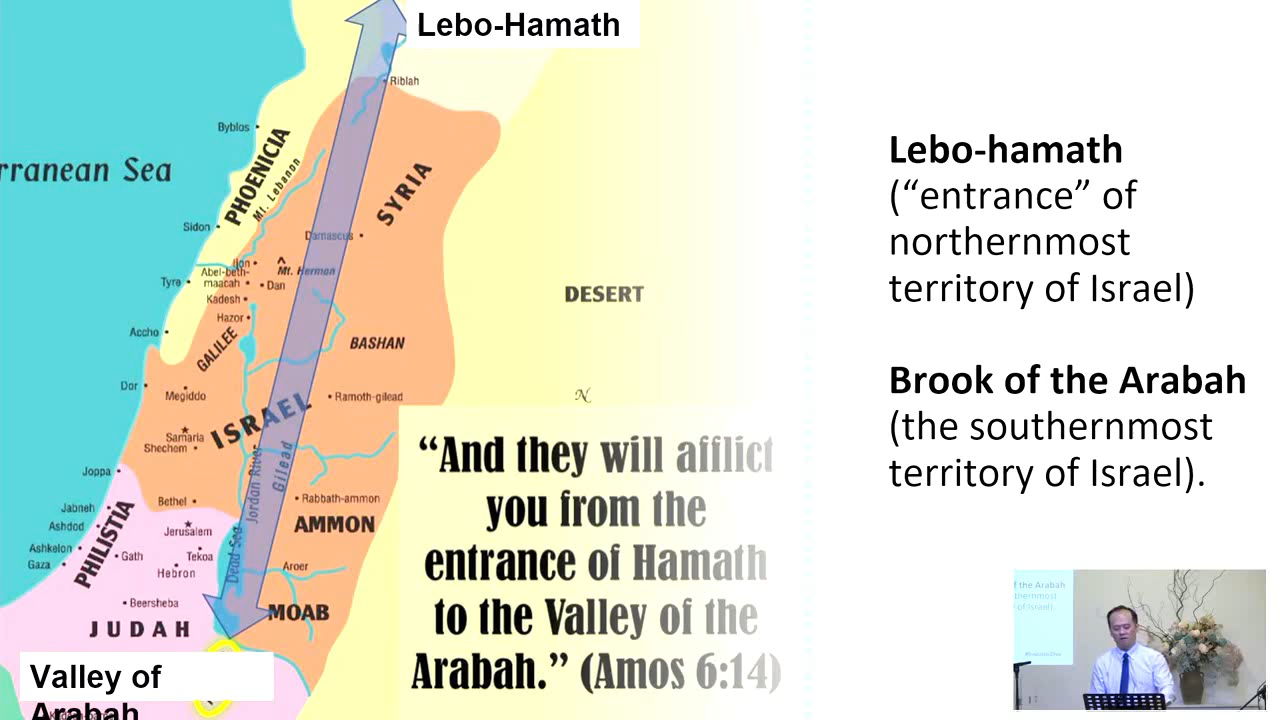 Lebo-Hamath
Riblah
Byblos
PHOENICIA
Mt. Lebanon
rranean Sea
SYRIA
Sidon
Damascus
Ijon
Mt. Hermon
Abel-beth-
maacah
Dan
Tyre
Kadesh
DESERT
Hazor
Accho
GALILEE
BASHAN
Dor
Megiddo
Ramoth-gilead
N
ISRAEL
Samaria
Shechem
Jordan River
Gilead
Joppa
Bethel
Rabbath-ammon
Jabneh
Ashdod
Jerusalem
AMMON
PHILISTIA
Ashkelon
Gath
Tekoa
Dead Sea
Gaza
Hebron
Aroer
Beersheba
MOAB
JUDAH
Valley of
Arabah
“And they will afflict
you from the
entrance of Hamath
to the Valley of the
Arabah.” (Amos 6:14)
Lebo-hamath
(“entrance” of
northernmost
territory of Israel)
Brook of the Arabah
(the southernmost
territory of Israel).
f the Arabah
thernmost
of Israel).